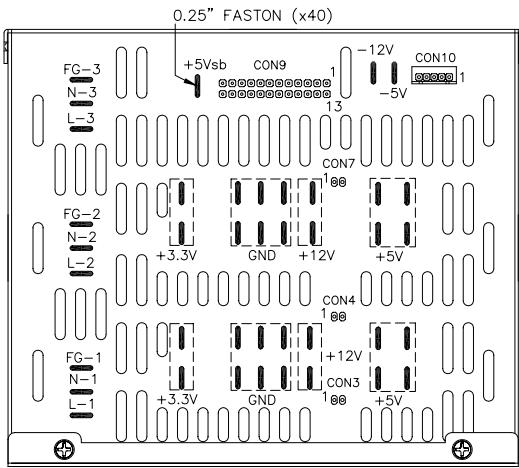 0.25” FASTON (x40)
+5Vsb
CON9
1
13
-12V
-5V
CON10
1
FG-3
N-3
L-3
CON7
1
+3.3V
GND
+12V
+5V
FG-2
N-2
L-2
CON4
1
+12V
CON3
1
+3.3V
GND
+5V
FG-1
N-1
L-1